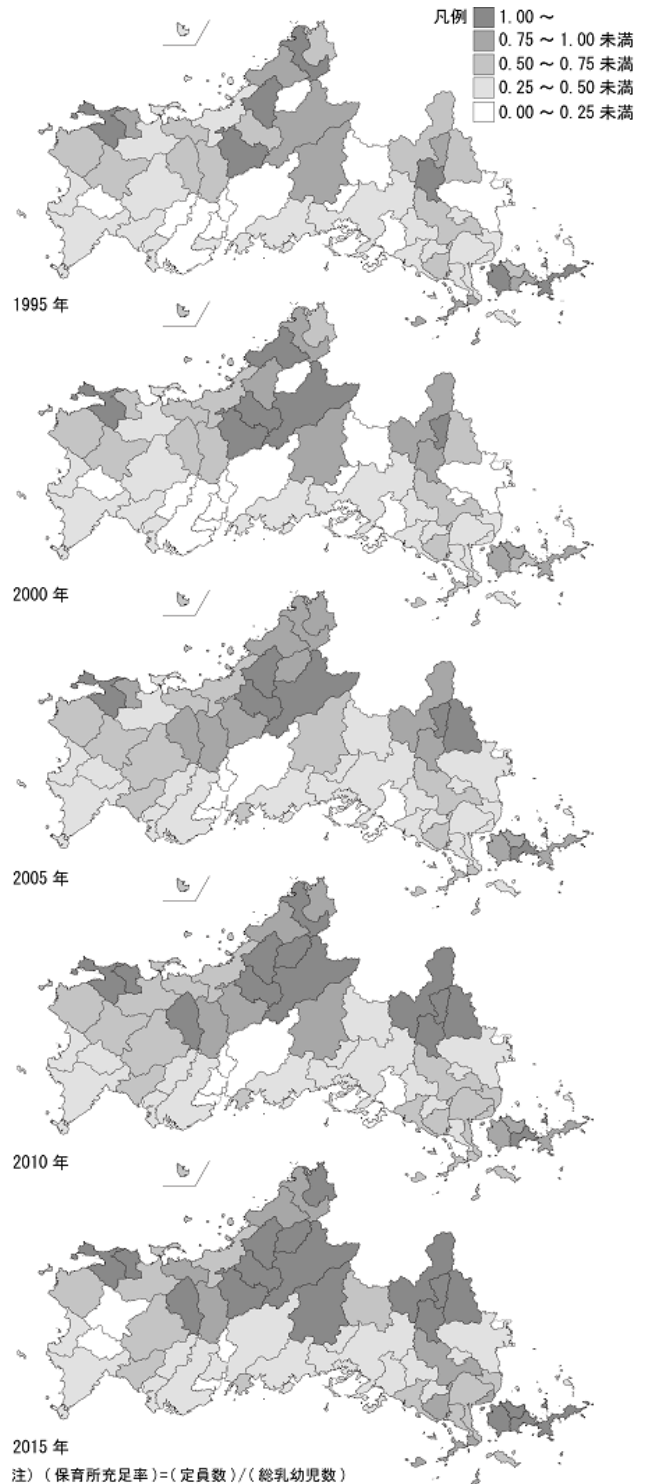 凡例 1.00 ～
0.75 ～ 1.00 未満
0.50 ～ 0.75 未満
0.25 ～ 0.50 未満
0.00 ～ 0.25 未満
1995 年
2000 年
2005 年
2010 年
2015 年
注）(保育所充足率)=(定員数)/(総乳幼児数)